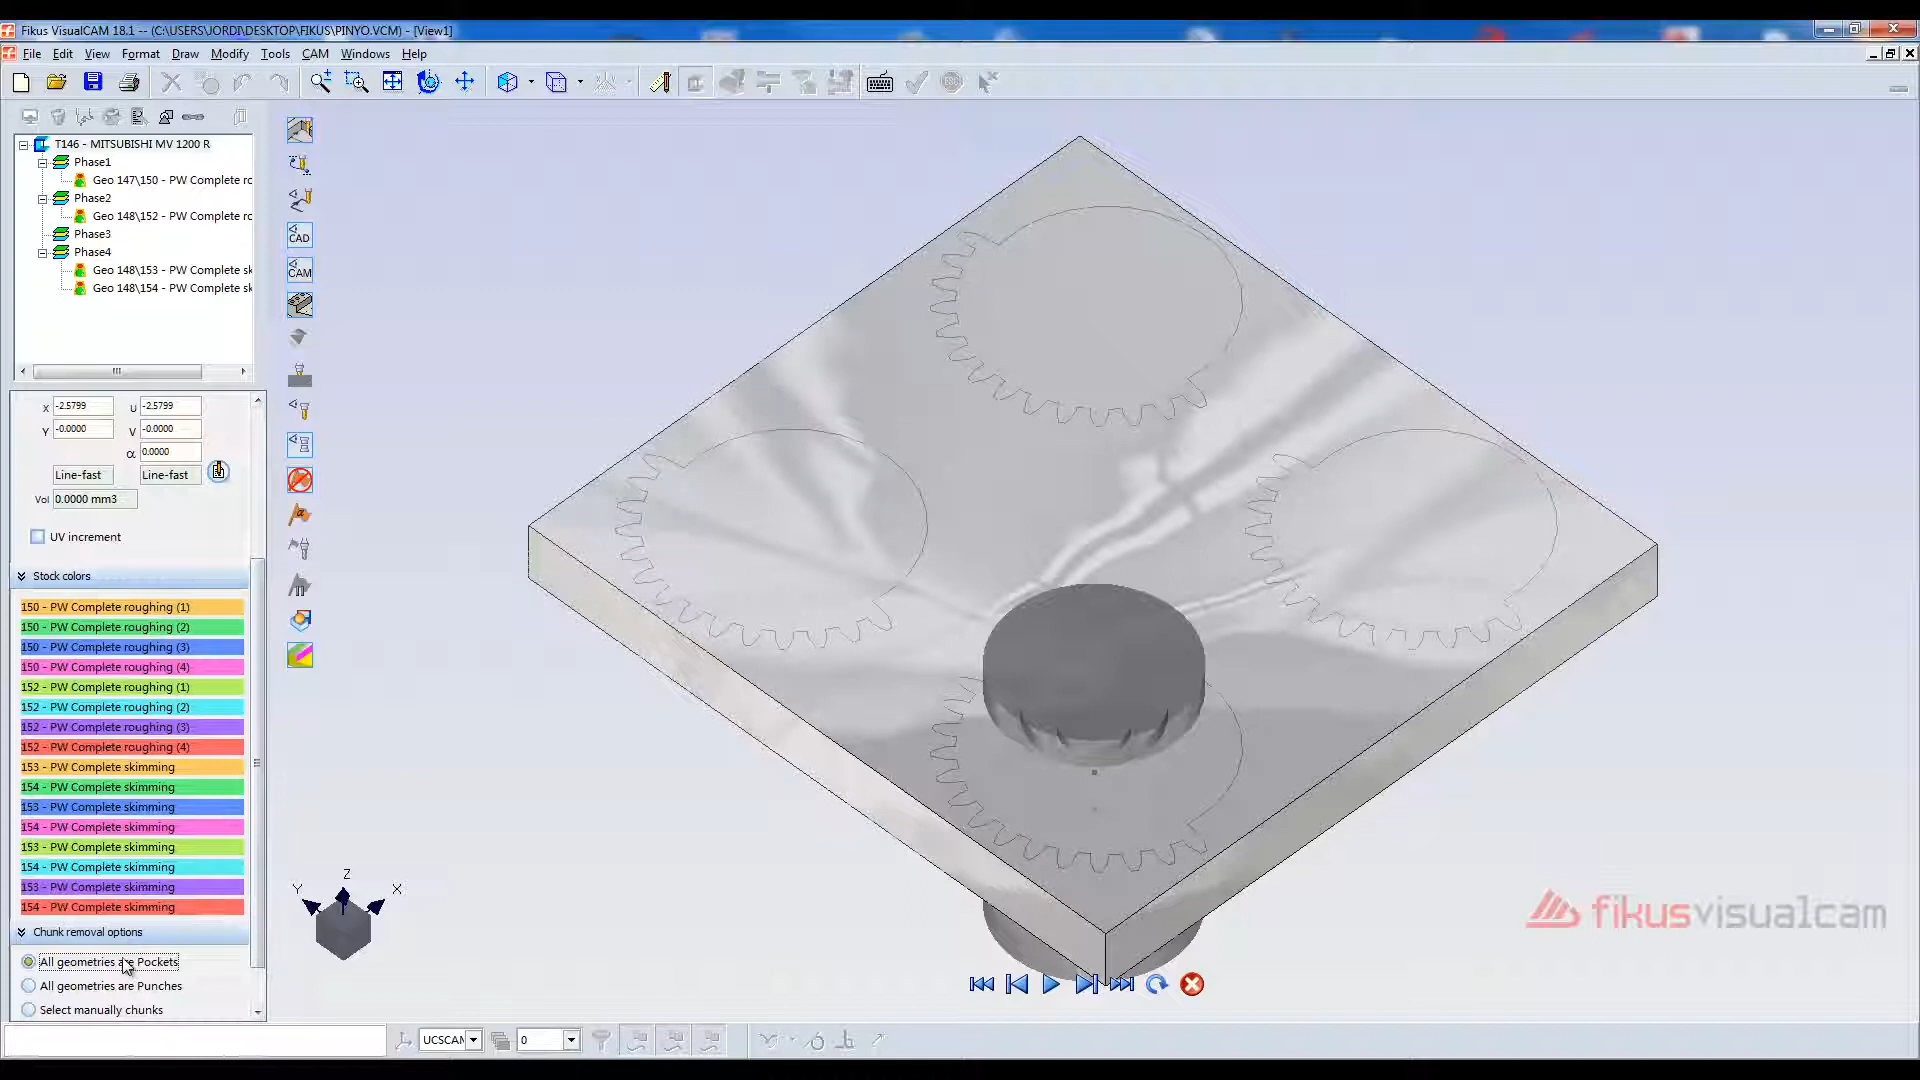 Fikus VisualCAM 18.1 -- (C:\USERS\JORDI\DESKTOP\FIKUS\PINYO.VCM) - [View1]
File Edit View Format Draw Modify Tools CAM Windows Help
T146 - MITSUBISHI MV 1200 R
Phase1
Geo 147\150 - PW Complete rc
Phase2
Geo 148\152 - PW Complete rc
Phase3
Phase4
Geo 148\153 - PW Complete sk
Geo 148\154 - PW Complete sk
CAD
CAM
X -2.5799 U -2.5799
Y -0.0000 V -0.0000
α 0.0000
Line-fast Line-fast
Vol 0.0000 mm3
UV increment
Stock colors
150 - PW Complete roughing (1)
150 - PW Complete roughing (2)
150 - PW Complete roughing (3)
150 - PW Complete roughing (4)
152 - PW Complete roughing (1)
152 - PW Complete roughing (2)
152 - PW Complete roughing (3)
152 - PW Complete roughing (4)
153 - PW Complete skimming
154 - PW Complete skimming
153 - PW Complete skimming
154 - PW Complete skimming
153 - PW Complete skimming
154 - PW Complete skimming
153 - PW Complete skimming
154 - PW Complete skimming
Chunk removal options
All geometries are Pockets
All geometries are Punches
Select manually chunks
Z
Y X
fikusvisualcam
UCSCAM 0